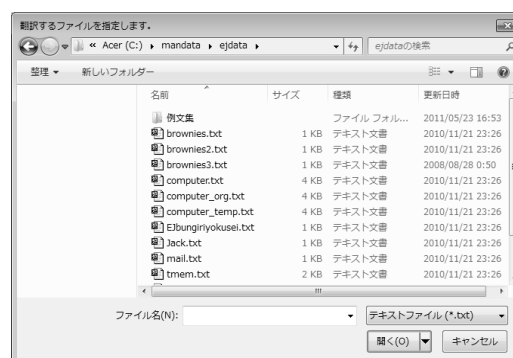 翻訳するファイルを指定します。
« Acer (C:) ▸ mandata ▸ ejdata ▸ ejdataの検索
整理 ▼ 新しいフォルダー
名前 サイズ 種類 更新日時
例文集 ファイル フォル... 2011/05/23 16:53
brownies.txt 1 KB テキスト文書 2010/11/21 23:26
brownies2.txt 1 KB テキスト文書 2010/11/21 23:26
brownies3.txt 1 KB テキスト文書 2008/08/28 0:50
computer.txt 4 KB テキスト文書 2010/11/21 23:26
computer_org.txt 4 KB テキスト文書 2010/11/21 23:26
computer_temp.txt 4 KB テキスト文書 2010/11/21 23:26
EJbungiriyokusei.txt 1 KB テキスト文書 2010/11/21 23:26
Jack.txt 1 KB テキスト文書 2010/11/21 23:26
mail.txt 1 KB テキスト文書 2010/11/21 23:26
tmem.txt 2 KB テキスト文書 2010/11/21 23:26
ファイル名(N): テキストファイル (*.txt)
開く(O) キャンセル